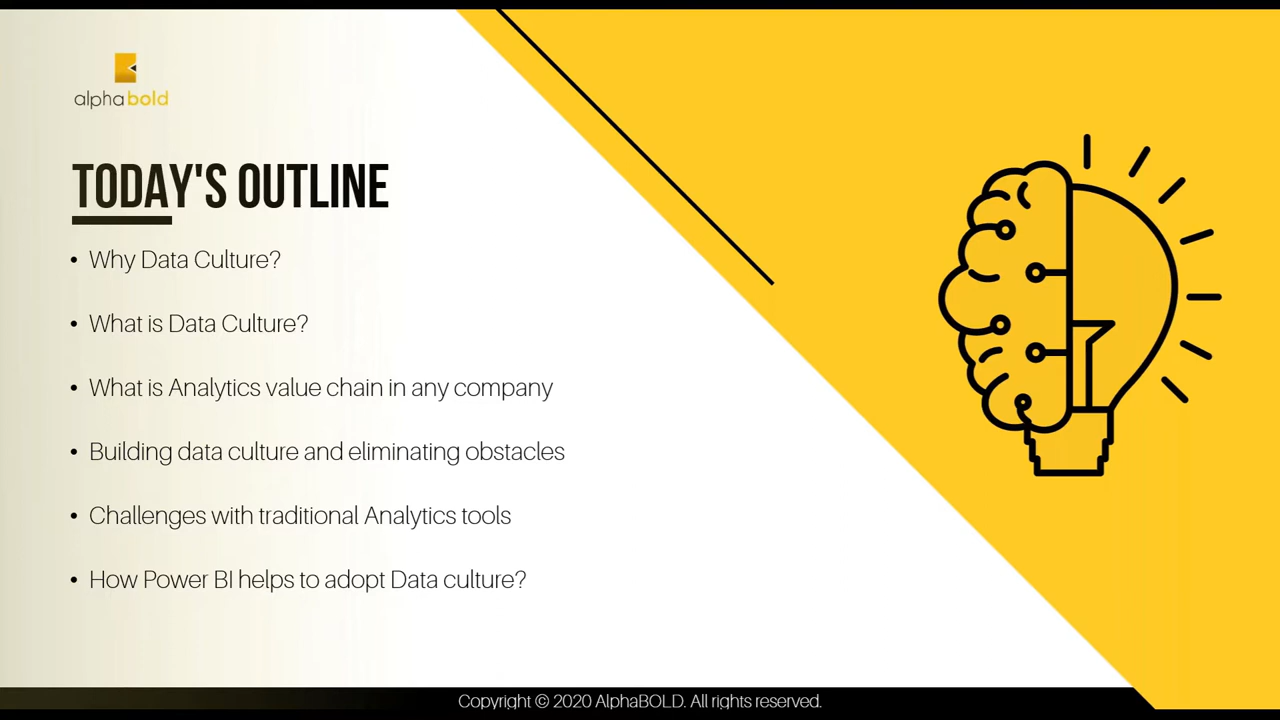 alphabold
TODAY'S OUTLINE
• Why Data Culture?
• What is Data Culture?
• What is Analytics value chain in any company
• Building data culture and eliminating obstacles
• Challenges with traditional Analytics tools
• How Power BI helps to adopt Data culture?
Copyright © 2020 AlphaBOLD. All rights reserved.